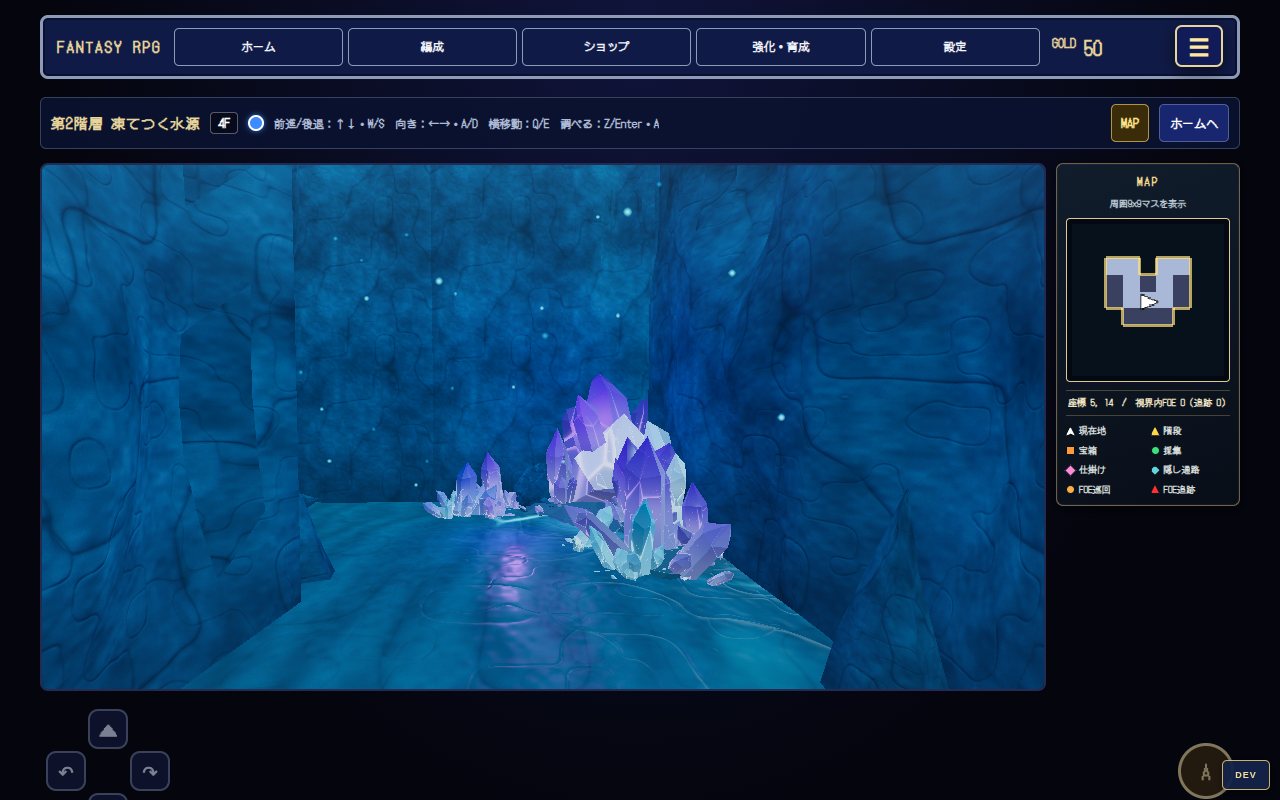 FANTASY RPG
ホーム
編成
ショップ
強化・育成
設定
GOLD 50
第2階層 凍てつく水源
4F
前進/後退：↑↓・W/S 向き：←→・A/D 横移動：Q/E 調べる：Z/Enter・A
MAP
ホームへ
MAP
周囲9x9マスを表示
座標 5, 14 / 視界内FOE 0 (追跡 0)
現在地
階段
宝箱
採集
仕掛け
隠し通路
FOE巡回
FOE追跡
A
DEV